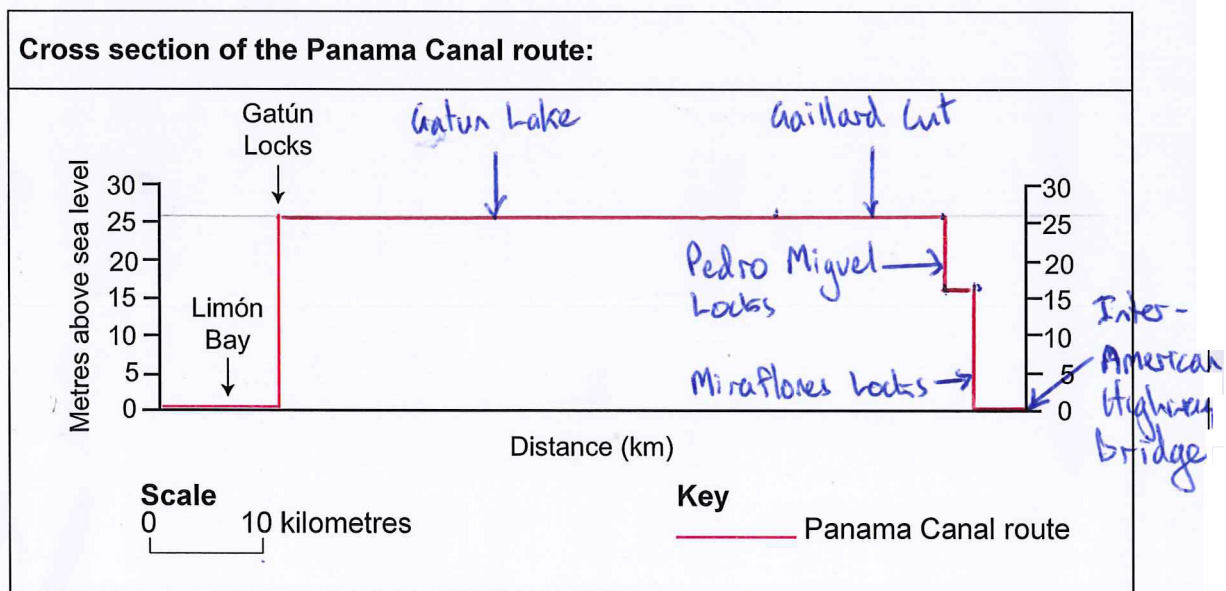 Cross section of the Panama Canal route:
Gatún
Locks
Gatun Lake
Gaillard Cut
Metres above sea level
30
25
20
15
10
5
0
Limón
Bay
Pedro Miguel
Locks
Miraflores Locks
30
25
20
15
10
5
0
Inter-
American
Highway
Bridge
Distance (km)
Scale
0 10 kilometres
Key
Panama Canal route